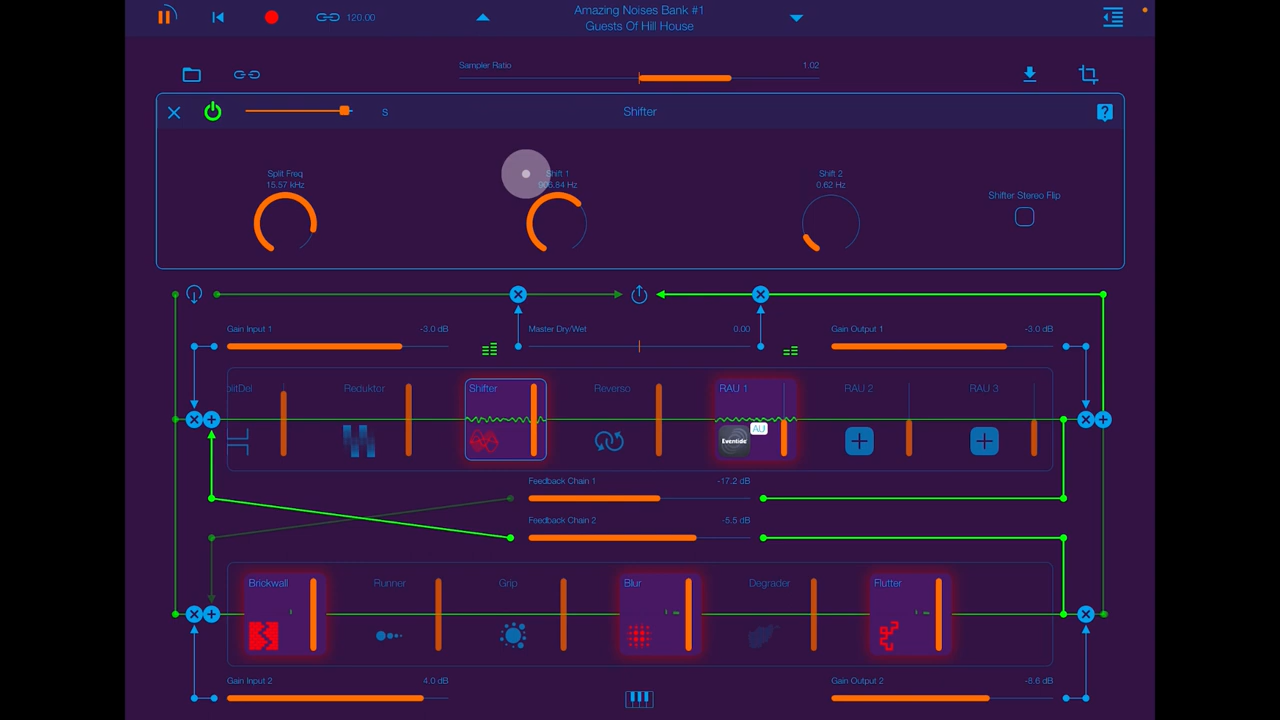 Amazing Noises Bank #1
120.00
Guests Of Hill House
Sampler Ratio
1.02
S
Shifter
?
Split Freq
15.57 kHz
Shift 1
Shift 2
0.62 Hz
Shifter Stereo Flip
Gain Input 1
-3.0 dB
Master Dry/Wet
0.00
Gain Output 1
-3.0 dB
Reduktor
Shifter
Reverso
RAU 1
RAU 2
RAU 3
AU
Eventide
Feedback Chain 1
-17.2 dB
Feedback Chain 2
-5.5 dB
Brickwall
Runner
Grip
Blur
Degrader
Flutter
Gain Input 2
4.0 dB
Gain Output 2
-8.6 dB